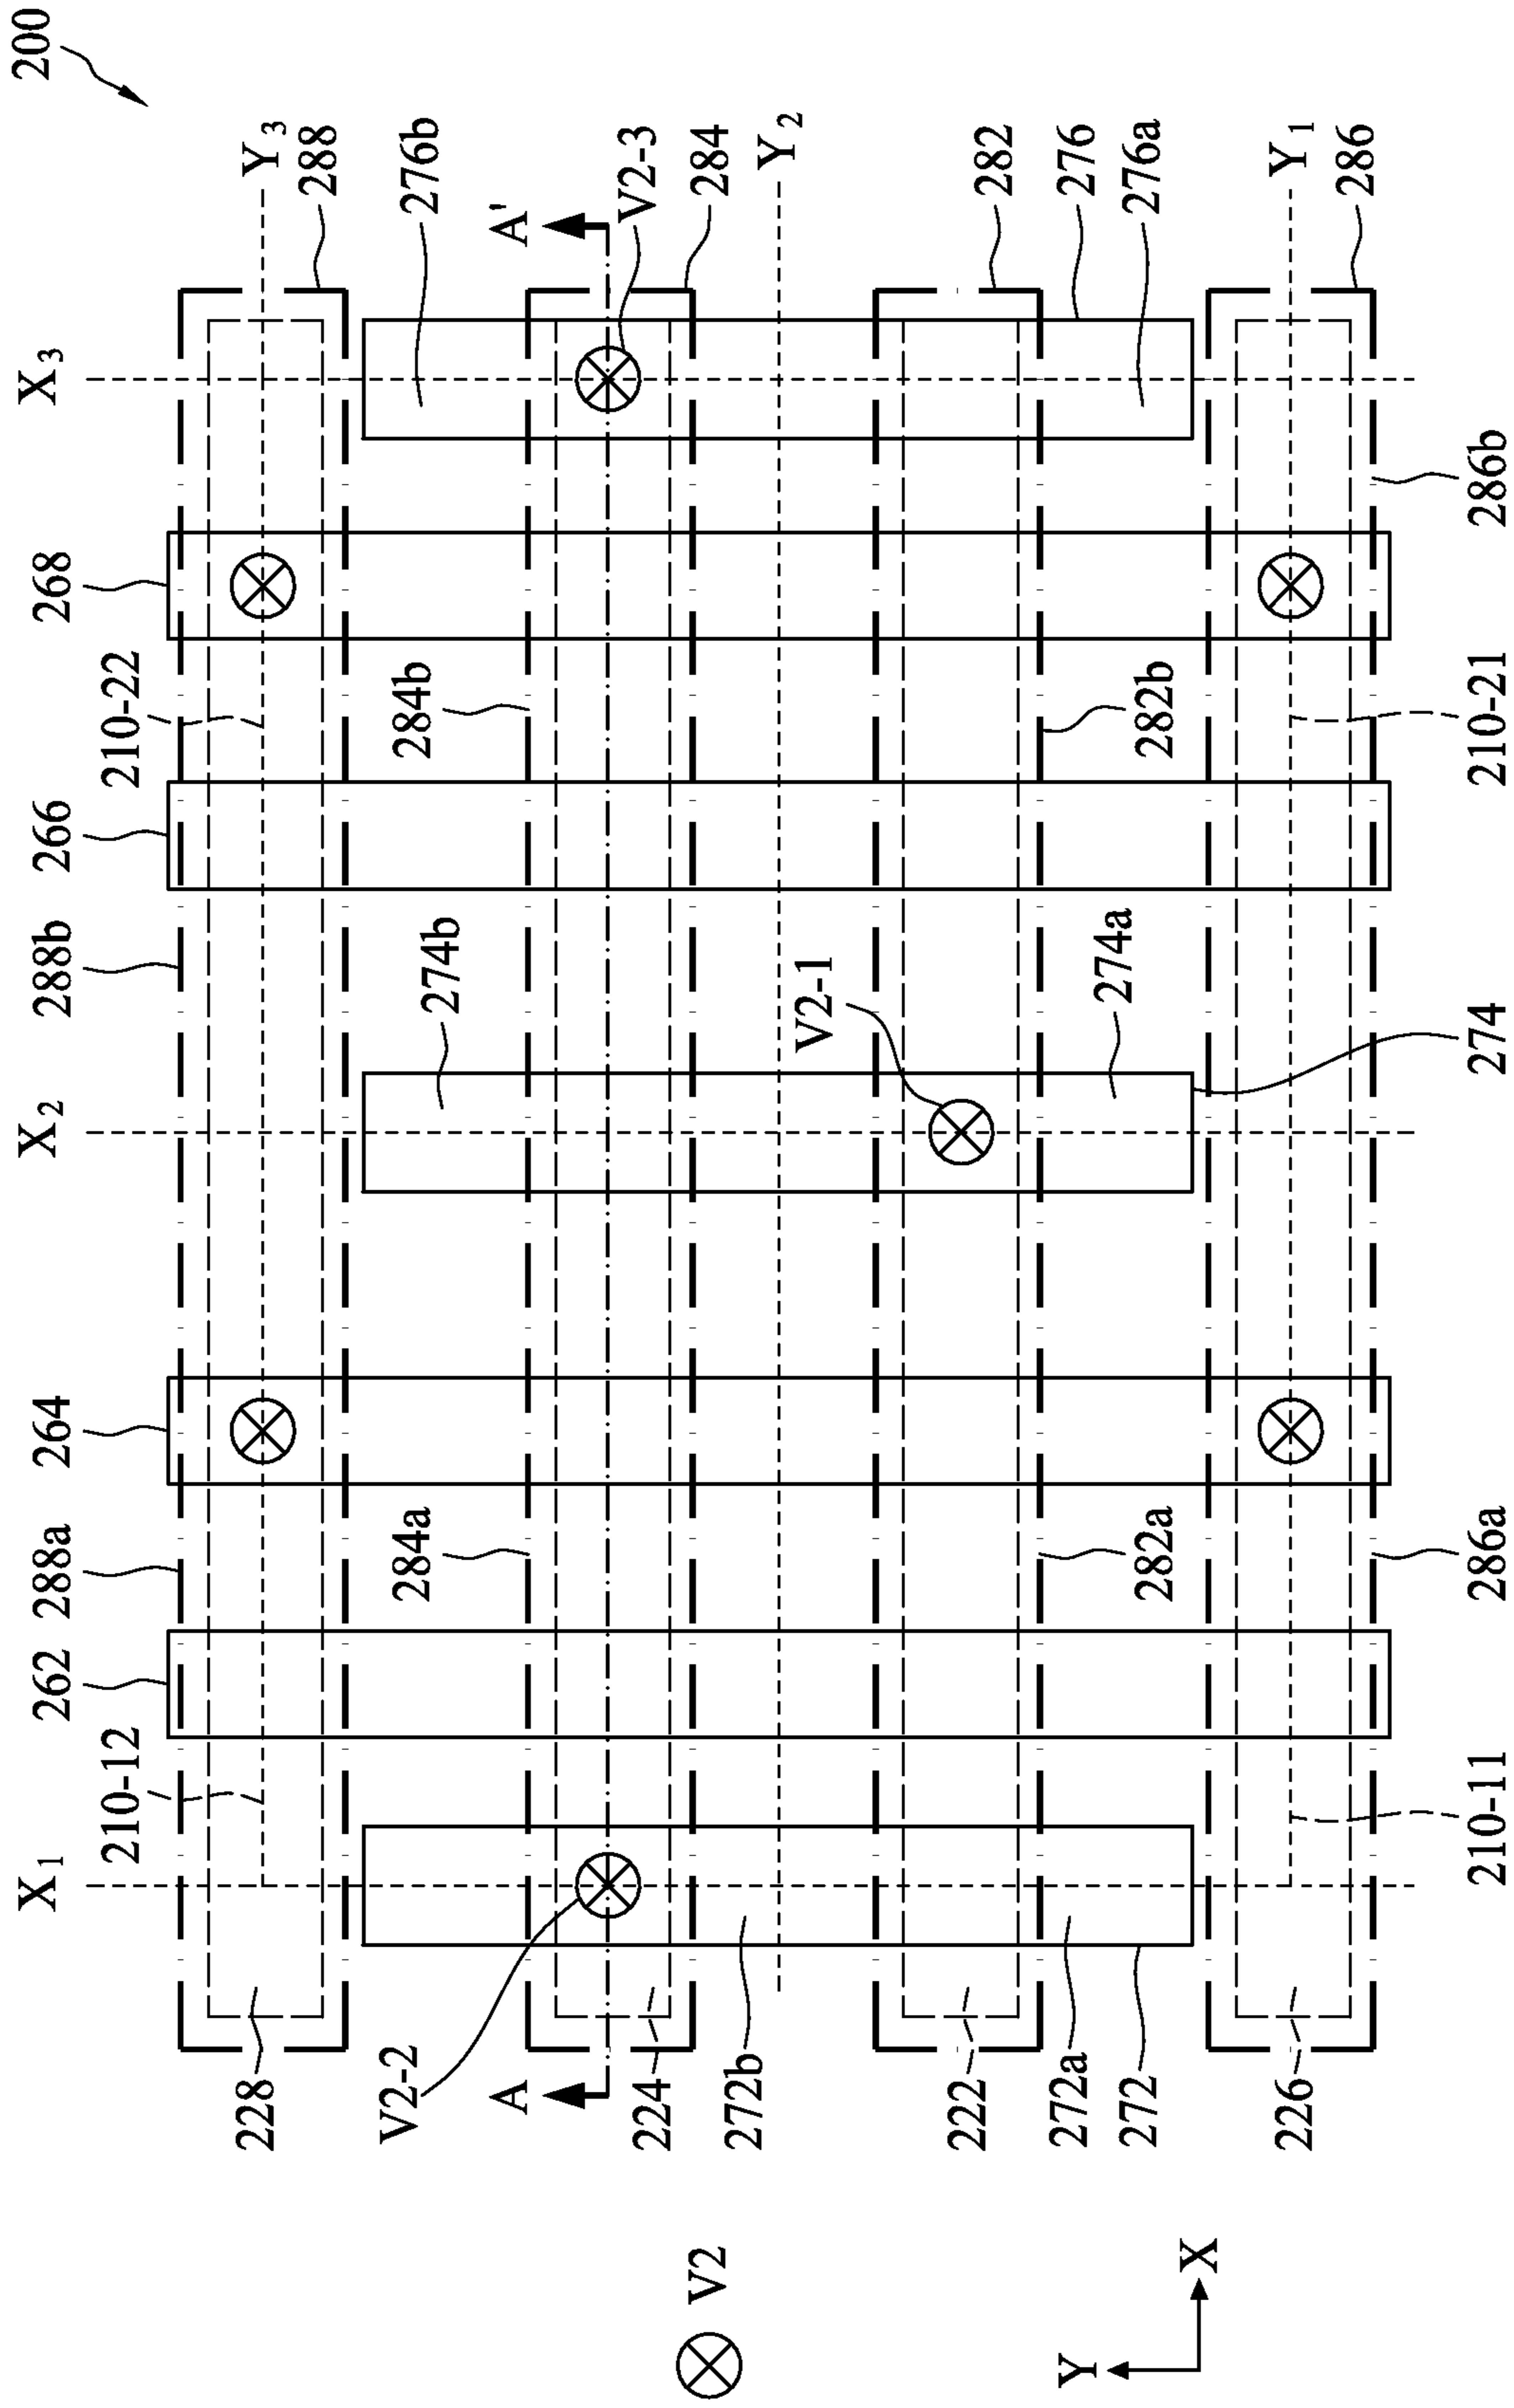 200
X₁
X₂
X₃
262
288a
264
288b
266
268
210-12
210-22
Y₃
288
228
276b
284a
274b
284b
A
A'
V2-2
V2-3
224
284
272b
Y₂
V2-1
222
282
272a
276
272
282a
274a
282b
276a
226
Y₁
286
210-11
286a
274
210-21
286b
V2
Y
X